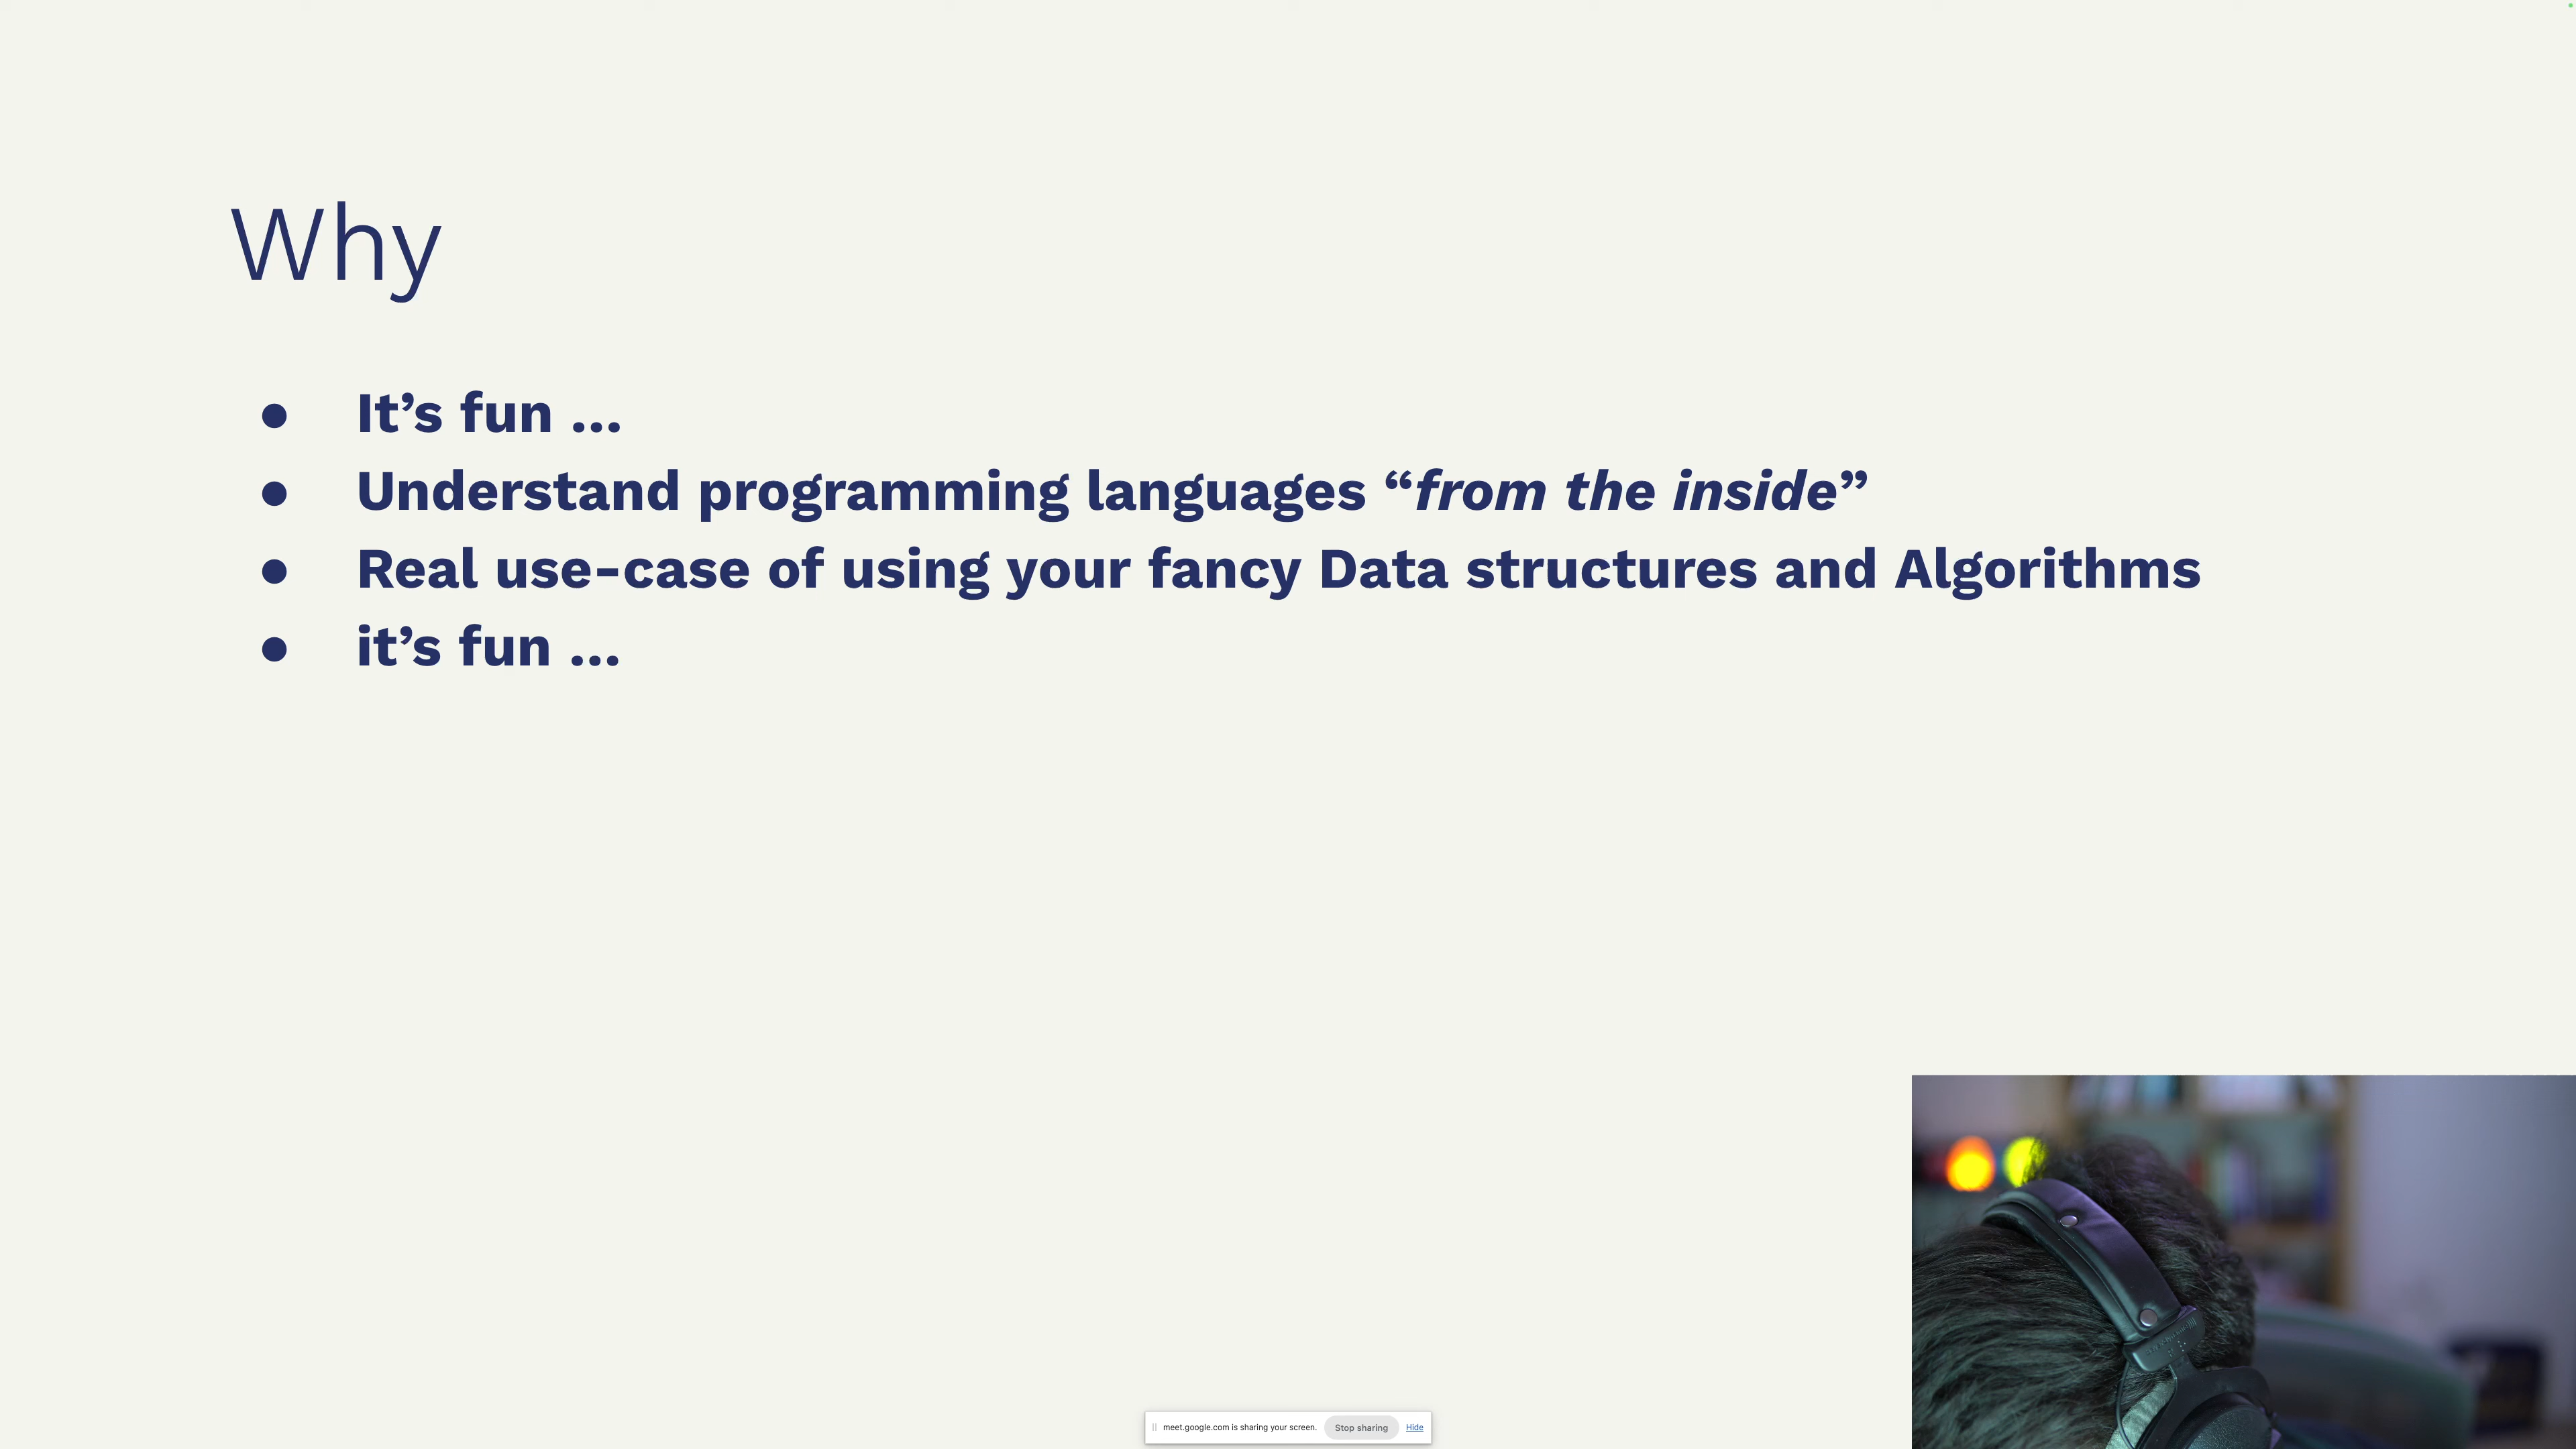 Why
● It’s fun ...
● Understand programming languages “from the inside”
● Real use-case of using your fancy Data structures and Algorithms
● it’s fun ...
meet.google.com is sharing your screen. Stop sharing Hide